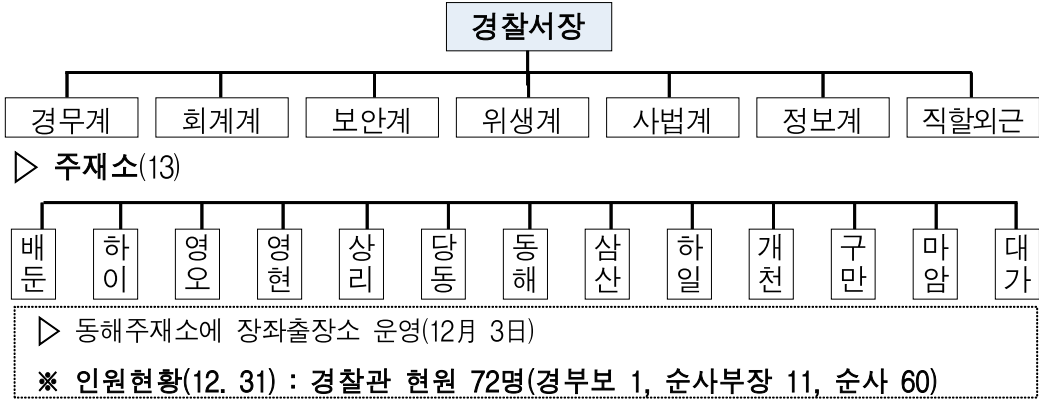 경찰서장
경무계 회계계 보안계 위생계 사법계 정보계 직할외근
▷ 주재소(13)
배둔 하이 영오 영현 상리 당동 동해 삼산 하일 개천 구만 마암 대가
▷ 동해주재소에 장좌출장소 운영(12月 3日)
※ 인원현황(12. 31) : 경찰관 현원 72명(경부보 1, 순사부장 11, 순사 60)